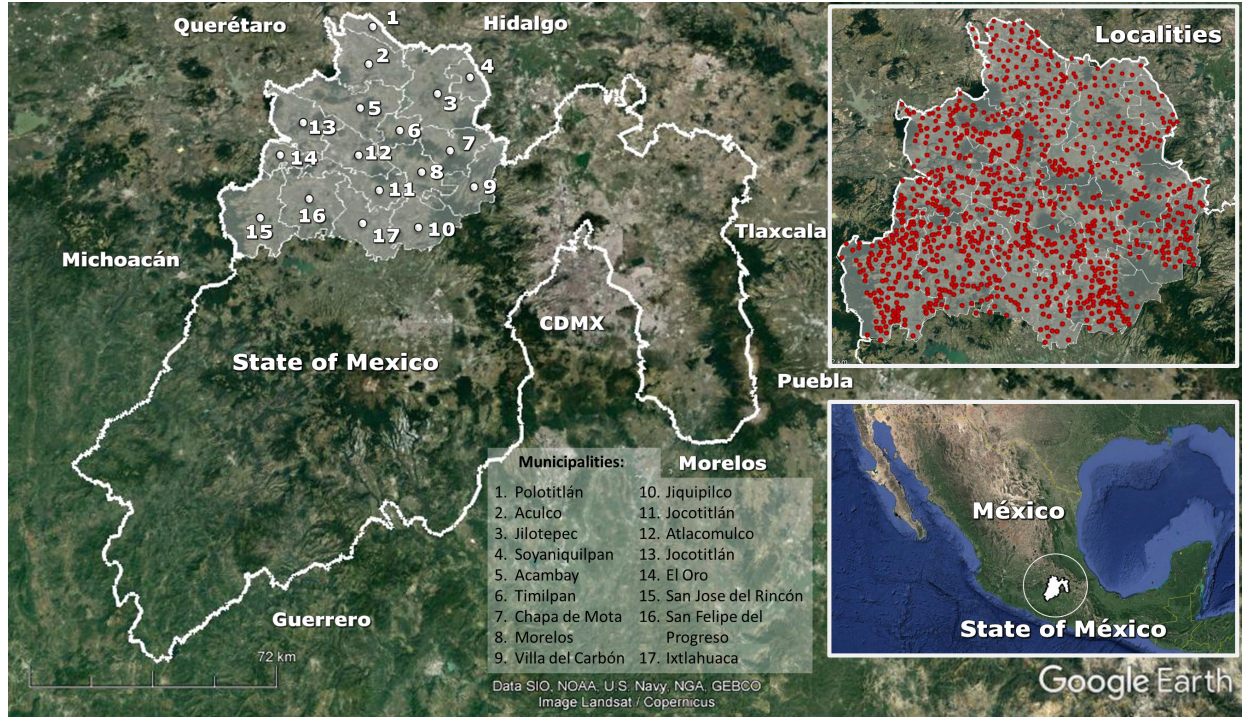 Querétaro
Hidalgo
1
2
3
4
5
6
7
8
9
10
11
12
13
14
15
16
17
Michoacán
Tlaxcala
CDMX
State of Mexico
Puebla
Morelos
Guerrero
72 km
Municipalities:
1. Polotitlán
2. Aculco
3. Jilotepec
4. Soyaniquilpan
5. Acambay
6. Timilpan
7. Chapa de Mota
8. Morelos
9. Villa del Carbón
10. Jiquipilco
11. Jocotitlán
12. Atlacomulco
13. Jocotitlán
14. El Oro
15. San Jose del Rincón
16. San Felipe del
Progreso
17. Ixtlahuaca
Data SIO, NOAA, U.S. Navy, NGA, GEBCO
Image Landsat / Copernicus
Localities
México
State of México
Google Earth